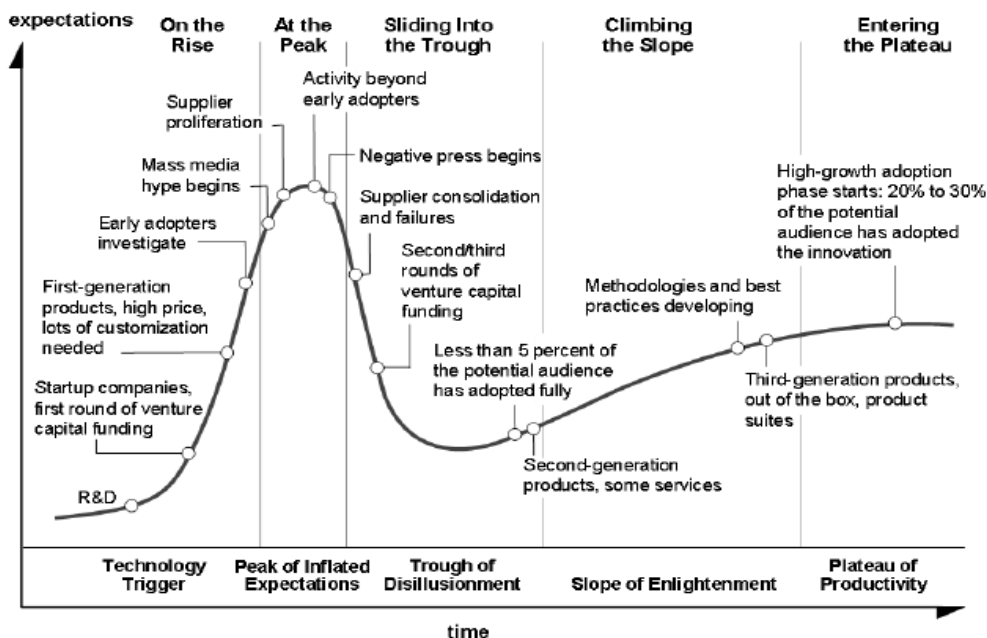 expectations
On the
Rise
At the
Peak
Sliding Into
the Trough
Climbing
the Slope
Entering
the Plateau
Activity beyond
early adopters
Supplier
proliferation
Negative press begins
Mass media
hype begins
Supplier consolidation
and failures
Early adopters
investigate
Second/third
rounds of
venture capital
funding
First-generation
products, high price,
lots of customization
needed
Less than 5 percent of
the potential audience
has adopted fully
Startup companies,
first round of venture
capital funding
Second-generation
products, some services
R&D
Methodologies and best
practices developing
High-growth adoption
phase starts: 20% to 30%
of the potential
audience has adopted
the innovation
Third-generation products,
out of the box, product
suites
Technology
Trigger
Peak of Inflated
Expectations
Trough of
Disillusionment
Slope of Enlightenment
Plateau of
Productivity
time